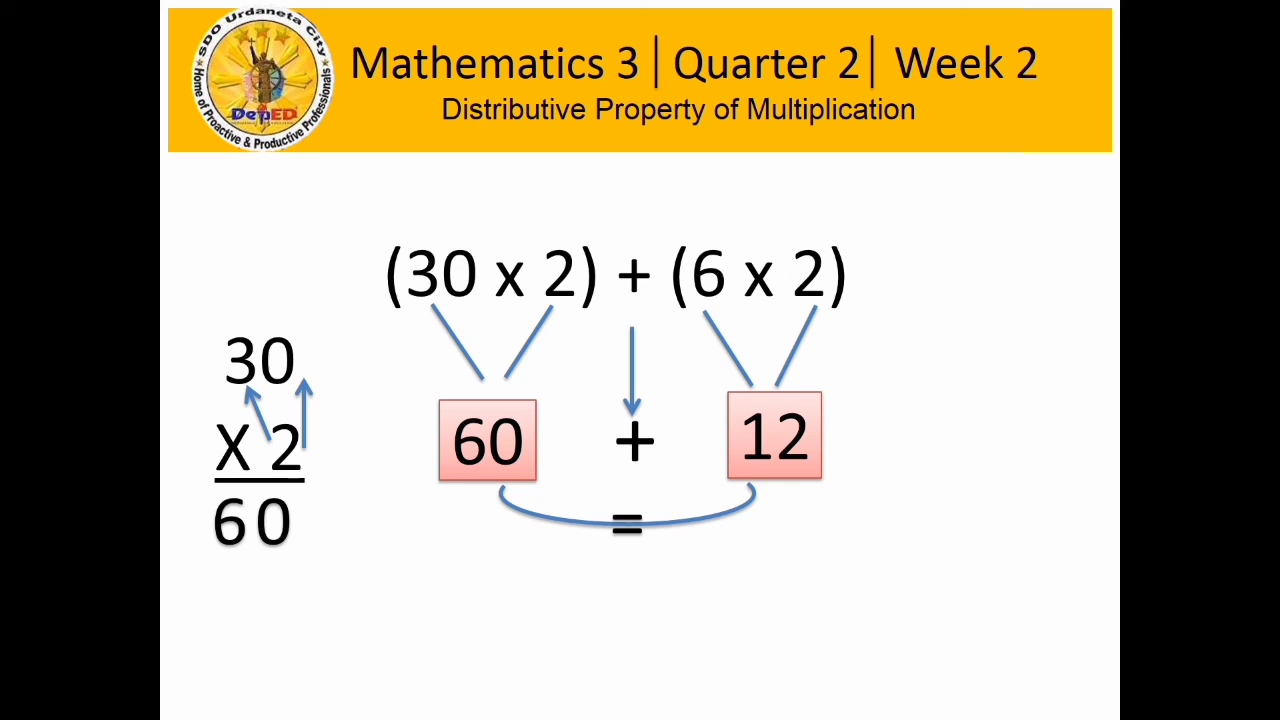 SDO Urdaneta City
DepED
Home of Proactive & Productive Professionals
Mathematics 3| Quarter 2| Week 2
Distributive Property of Multiplication
(30 x 2) + (6 x 2)
30
X 2
60
60 + 12
=